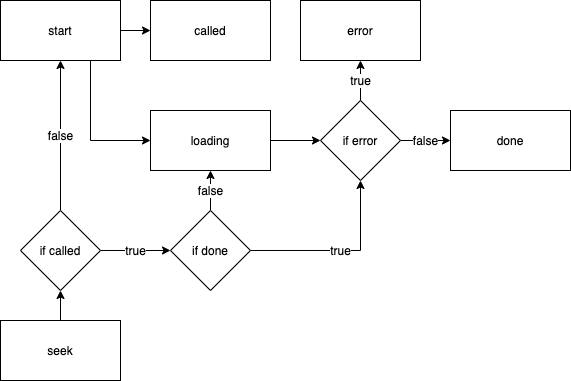 start
called
error
true
false
loading
if error
false
done
false
if called
true
if done
true
seek